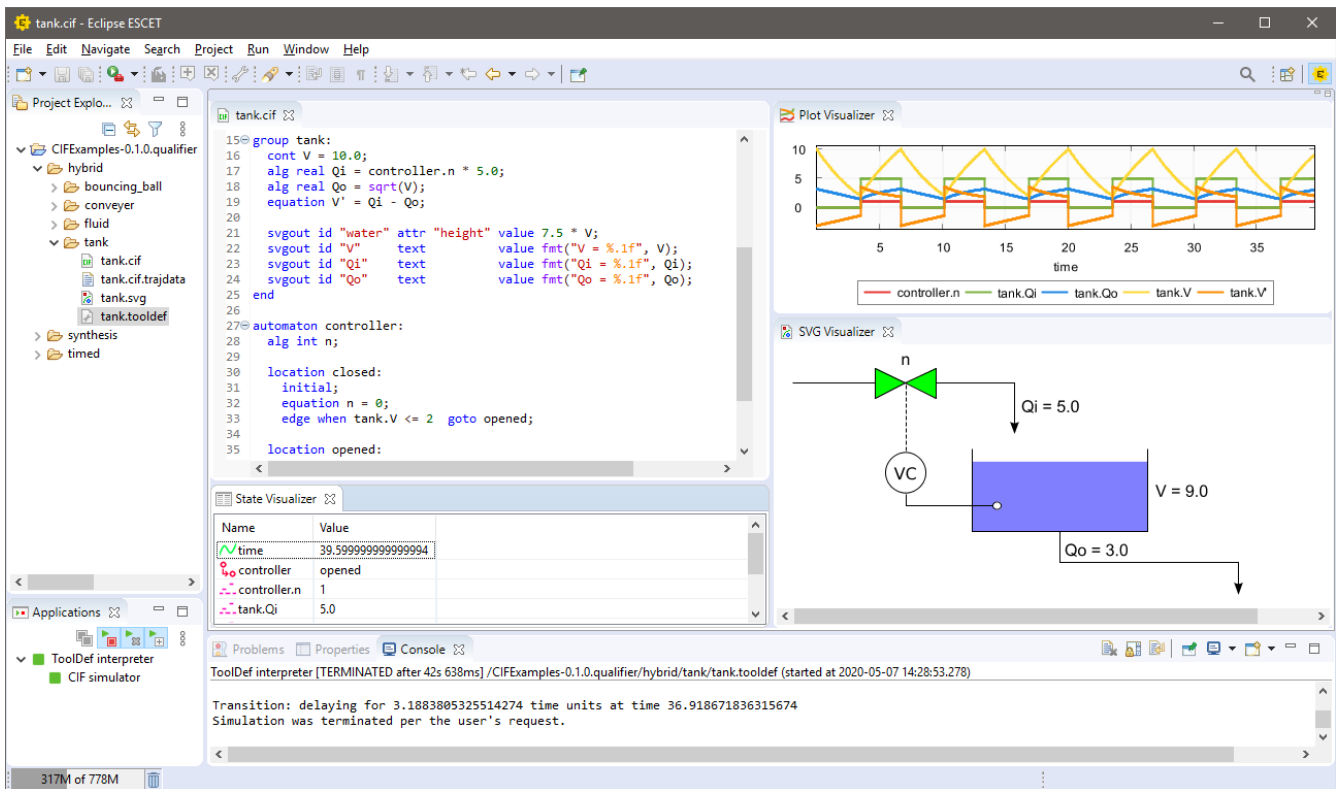 tank.cif - Eclipse ESCET
File Edit Navigate Search Project Run Window Help
Project Explo...
CIFExamples-0.1.0.qualifier
hybrid
bouncing_ball
conveyer
fluid
tank
tank.cif
tank.cif.trajdata
tank.svg
tank.tooldef
synthesis
timed
Applications
ToolDef interpreter
CIF simulator
tank.cif
15 group tank:
16 cont V = 10.0;
17 alg real Qi = controller.n * 5.0;
18 alg real Qo = sqrt(V);
19 equation V' = Qi - Qo;
20
21 svgout id "water" attr "height" value 7.5 * V;
22 svgout id "V" text value fmt("V = %.1f", V);
23 svgout id "Qi" text value fmt("Qi = %.1f", Qi);
24 svgout id "Qo" text value fmt("Qo = %.1f", Qo);
25 end
26
27 automaton controller:
28 alg int n;
29
30 location closed:
31 initial;
32 equation n = 0;
33 edge when tank.V <= 2 goto opened;
34
35 location opened:
State Visualizer
Name Value
time 39.599999999999994
controller opened
controller.n 1
tank.Qi 5.0
Plot Visualizer
10
5
0
5 10 15 20 25 30 35
time
controller.n tank.Qi tank.Qo tank.V tank.V'
SVG Visualizer
n
Qi = 5.0
VC
V = 9.0
Qo = 3.0
Problems Properties Console
ToolDef interpreter [TERMINATED after 42s 638ms] /CIFExamples-0.1.0.qualifier/hybrid/tank/tank.tooldef (started at 2020-05-07 14:28:53.278)
Transition: delaying for 3.1883805325514274 time units at time 36.918671836315674
Simulation was terminated per the user's request.
317M of 778M